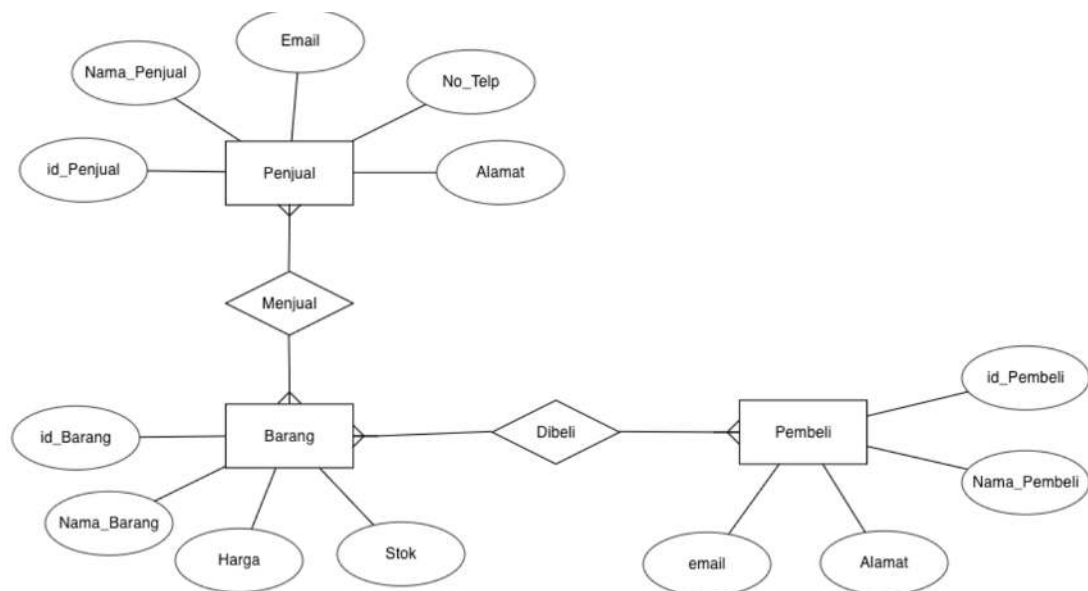 Email
Nama_Penjual
No_Telp
id_Penjual
Penjual
Alamat
Menjual
id_Pembeli
id_Barang
Barang
Dibeli
Pembeli
Nama_Pembeli
Nama_Barang
Harga
Stok
email
Alamat